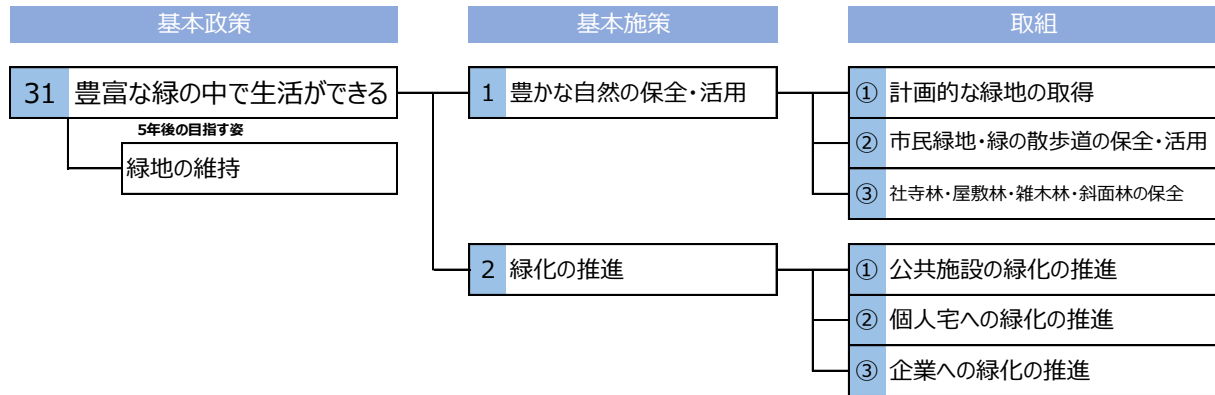 基本政策
基本施策
取組
31 豊富な緑の中で生活ができる
5年後の目指す姿
緑地の維持
1 豊かな自然の保全・活用
① 計画的な緑地の取得
② 市民緑地・緑の散歩道の保全・活用
③ 社寺林・屋敷林・雑木林・斜面林の保全
2 緑化の推進
① 公共施設の緑化の推進
② 個人宅への緑化の推進
③ 企業への緑化の推進